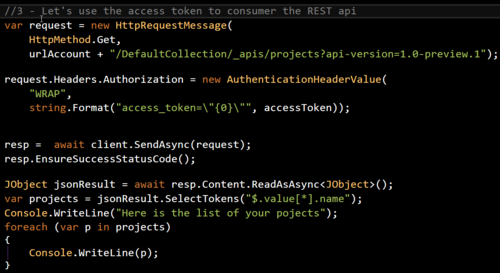 //3 - Let's use the access token to consumer the REST api
var request = new HttpRequestMessage(
HttpMethod.Get,
urlAccount + "/DefaultCollection/_apis/projects?api-version=1.0-preview.1");
request.Headers.Authorization = new AuthenticationHeaderValue(
"WRAP",
string.Format("access_token=\"{0}\"", accessToken));
resp = await client.SendAsync(request);
resp.EnsureSuccessStatusCode();
JObject jsonResult = await resp.Content.ReadAsAsync<JObject>();
var projects = jsonResult.SelectTokens("$.value[*].name");
Console.WriteLine("Here is the list of your pojects");
foreach (var p in projects)
{
Console.WriteLine(p);
}